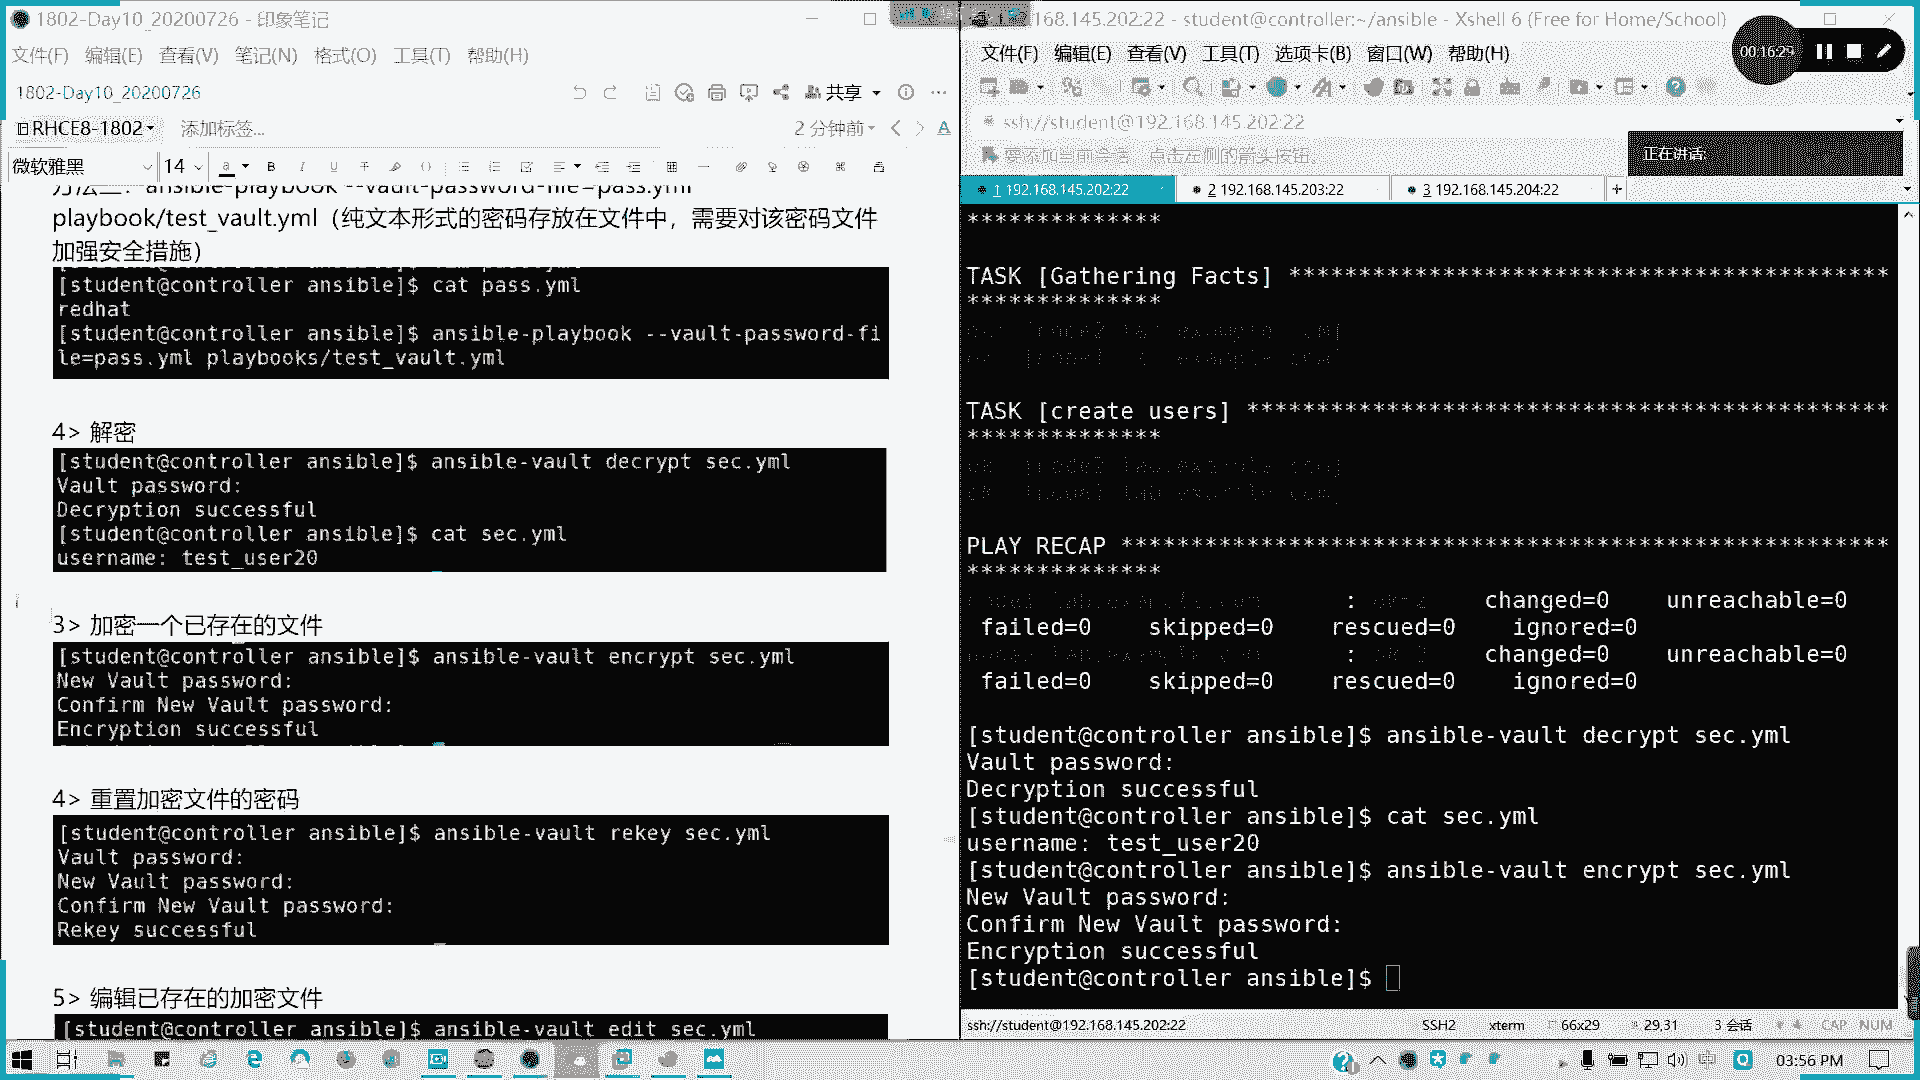 1802-Day10_20200726 - 印象笔记
文件(F) 编辑(E) 查看(V) 笔记(N) 格式(O) 工具(T) 帮助(H)
1802-Day10_20200726
共享
RHCE8-1802
添加标签...
2 分钟前
微软雅黑 14
方法二: ansible-playbook --vault-password-file=pass.yml
playbook/test_vault.yml（纯文本形式的密码存放在文件中，需要对该密码文件
加强安全措施）
[student@controller ansible]$ cat pass.yml
redhat
[student@controller ansible]$ ansible-playbook --vault-password-fi
le=pass.yml playbooks/test_vault.yml
4> 解密
[student@controller ansible]$ ansible-vault decrypt sec.yml
Vault password:
Decryption successful
[student@controller ansible]$ cat sec.yml
username: test_user20
3> 加密一个已存在的文件
[student@controller ansible]$ ansible-vault encrypt sec.yml
New Vault password:
Confirm New Vault password:
Encryption successful
4> 重置加密文件的密码
[student@controller ansible]$ ansible-vault rekey sec.yml
Vault password:
New Vault password:
Confirm New Vault password:
Rekey successful
5> 编辑已存在的加密文件
[student@controller ansible]$ ansible-vault edit sec.yml
168.145.202:22 - student@controller:~/ansible - Xshell 6 (Free for Home/School)
文件(F) 编辑(E) 查看(V) 工具(T) 选项卡(B) 窗口(W) 帮助(H)
00:16:29
ssh://student@192.168.145.202:22
要添加当前会话，点击左侧的箭头按钮。
正在讲话:
1 192.168.145.202:22
2 192.168.145.203:22
3 192.168.145.204:22
**************
TASK [Gathering Facts] *******************************************
**************
TASK [create users] **********************************************
**************
PLAY RECAP *******************************************************
**************
: changed=0 unreachable=0
failed=0 skipped=0 rescued=0 ignored=0
: changed=0 unreachable=0
failed=0 skipped=0 rescued=0 ignored=0
[student@controller ansible]$ ansible-vault decrypt sec.yml
Vault password:
Decryption successful
[student@controller ansible]$ cat sec.yml
username: test_user20
[student@controller ansible]$ ansible-vault encrypt sec.yml
New Vault password:
Confirm New Vault password:
Encryption successful
[student@controller ansible]$
ssh://student@192.168.145.202:22 SSH2 xterm 66x29 29,31 3 会话 CAP NUM
03:56 PM